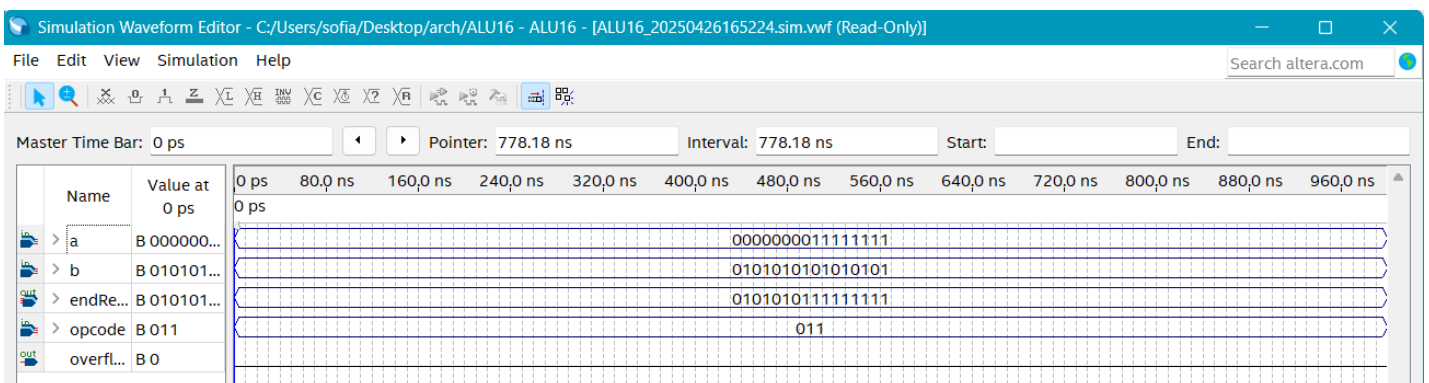 Simulation Waveform Editor - C:/Users/sofia/Desktop/arch/ALU16 - ALU16 - [ALU16_20250426165224.sim.vwf (Read-Only)]
File Edit View Simulation Help
Search altera.com
Master Time Bar: 0 ps Pointer: 778.18 ns Interval: 778.18 ns Start: End:
Name Value at 0 ps
0 ps 80.0 ns 160.0 ns 240.0 ns 320.0 ns 400.0 ns 480.0 ns 560.0 ns 640.0 ns 720.0 ns 800.0 ns 880.0 ns 960.0 ns
0 ps
a B 000000... 0000000011111111
b B 010101... 0101010101010101
endRe... B 010101... 0101010111111111
opcode B 011 011
overfl... B 0